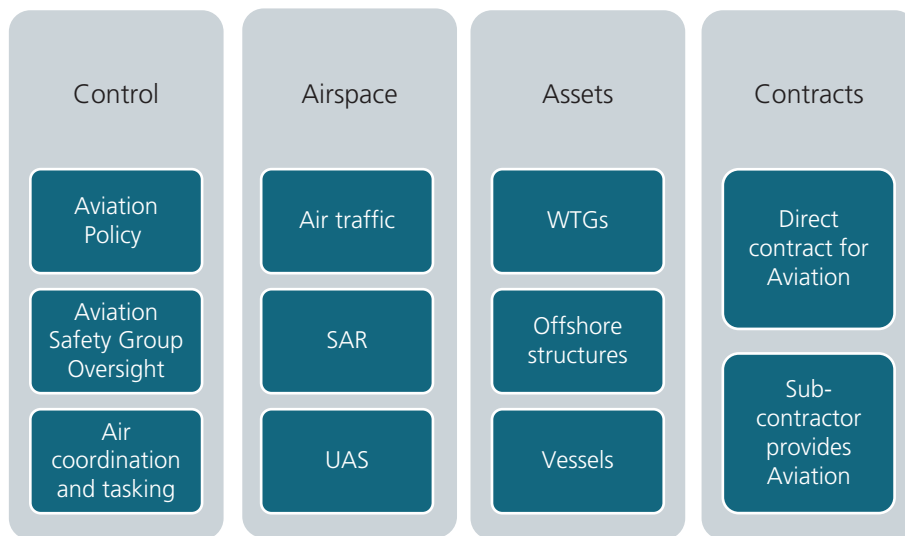 Control
Aviation
Policy
Aviation
Safety Group
Oversight
Air
coordination
and tasking
Airspace
Air traffic
SAR
UAS
Assets
WTGs
Offshore
structures
Vessels
Contracts
Direct
contract for
Aviation
Sub-
contractor
provides
Aviation